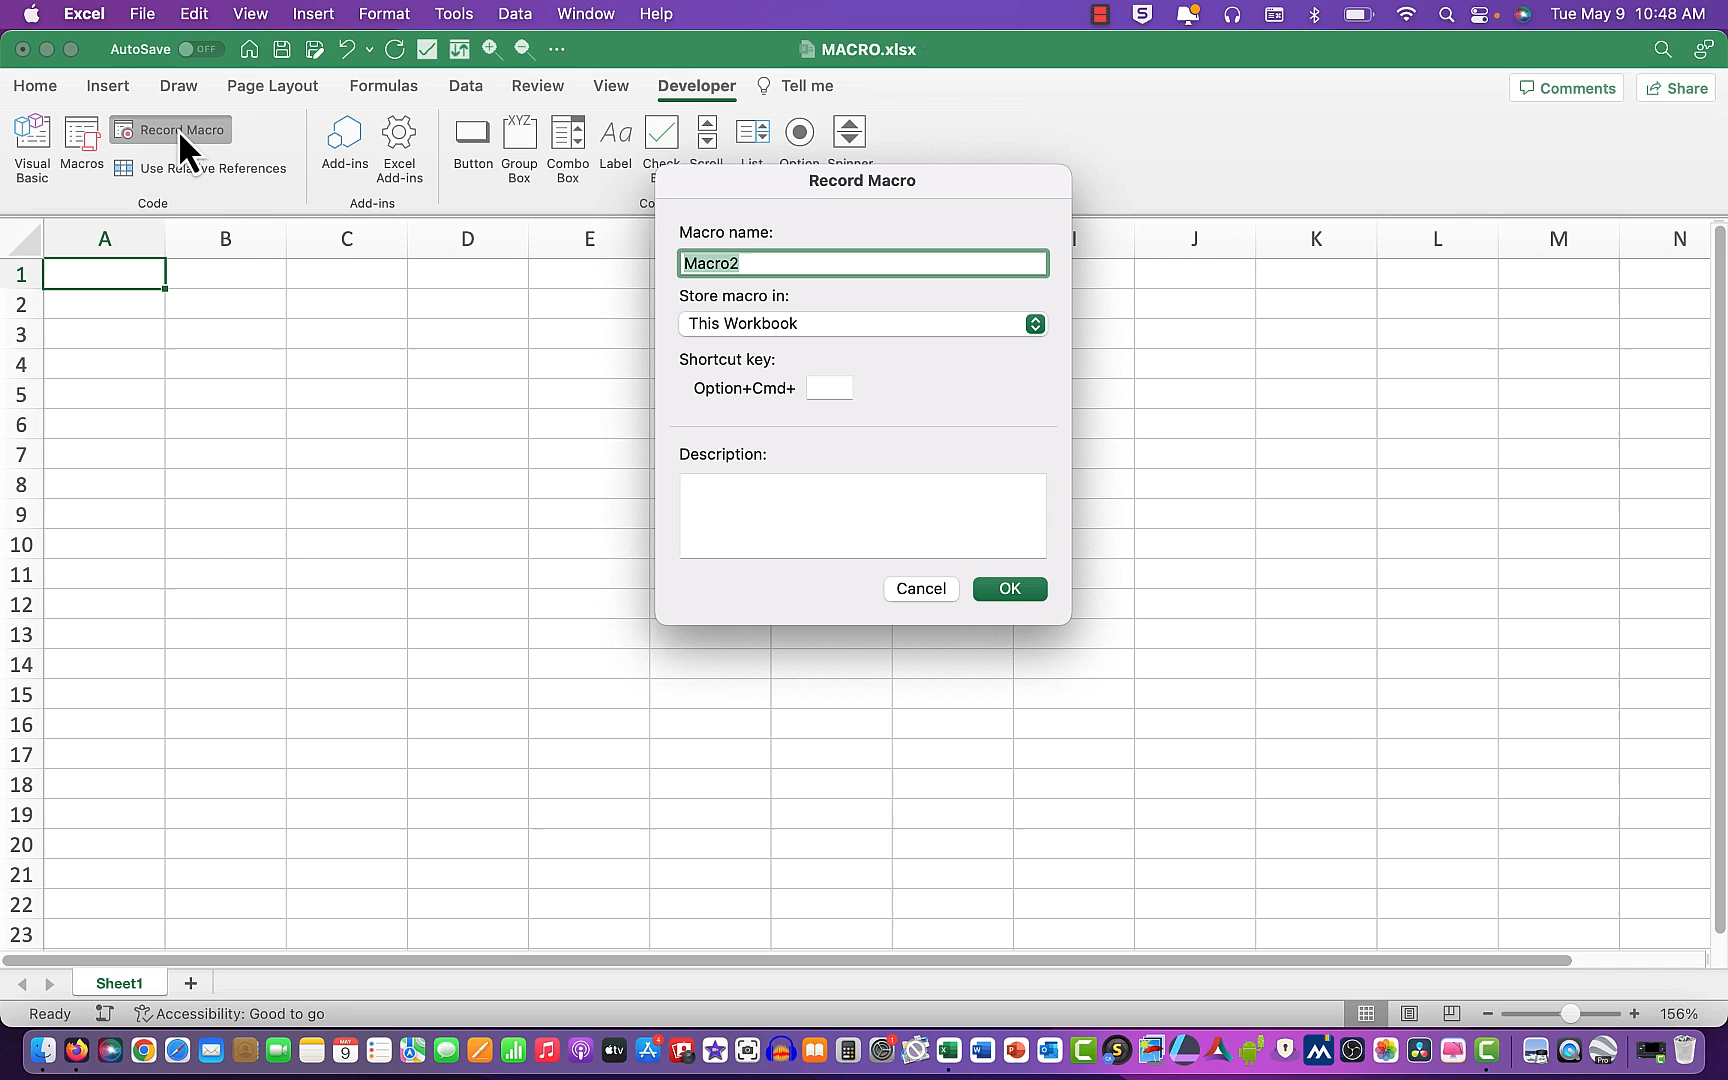 Excel File Edit View Insert Format Tools Data Window Help Tue May 9 10:48 AM
AutoSave OFF MACRO.xlsx
Home Insert Draw Page Layout Formulas Data Review View Developer Tell me Comments Share
Visual Basic Macros Record Macro
Use Relative References
Code
Add-ins Excel Add-ins
Add-ins
Button Group Box Combo Box Label Check Scroll List Option Spinner
Record Macro
Macro name:
Macro2
Store macro in:
This Workbook
Shortcut key:
Option+Cmd+
Description:
Cancel OK
A B C D E J K L M N
1
2
3
4
5
6
7
8
9
10
11
12
13
14
15
16
17
18
19
20
21
22
23
Sheet1
Ready Accessibility: Good to go 156%